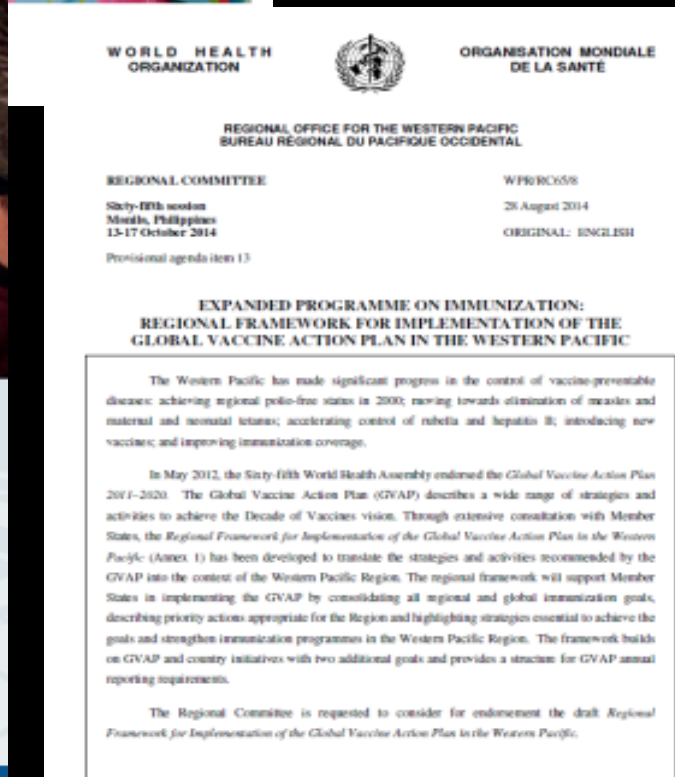 WORLD HEALTH
ORGANIZATION
ORGANISATION MONDIALE
DE LA SANTÉ
REGIONAL OFFICE FOR THE WESTERN PACIFIC
BUREAU RÉGIONAL DU PACIFIQUE OCCIDENTAL
REGIONAL COMMITTEE
WPR/RC65/8
Sixty-fifth session
28 August 2014
Manila, Philippines
13-17 October 2014
ORIGINAL: ENGLISH
Provisional agenda item 13
EXPANDED PROGRAMME ON IMMUNIZATION:
REGIONAL FRAMEWORK FOR IMPLEMENTATION OF THE
GLOBAL VACCINE ACTION PLAN IN THE WESTERN PACIFIC
The Western Pacific has made significant progress in the control of vaccine-preventable
diseases: achieving regional polio-free status in 2000; moving towards elimination of measles and
maternal and neonatal tetanus; accelerating control of rubella and hepatitis B; introducing new
vaccines; and improving immunization coverage.
In May 2012, the Sixty-fifth World Health Assembly endorsed the Global Vaccine Action Plan
2011–2020. The Global Vaccine Action Plan (GVAP) describes a wide range of strategies and
activities to achieve the Decade of Vaccines vision. Through extensive consultation with Member
States, the Regional Framework for Implementation of the Global Vaccine Action Plan in the Western
Pacific (Annex 1) has been developed to translate the strategies and activities recommended by the
GVAP into the context of the Western Pacific Region. The regional framework will support Member
States in implementing the GVAP by consolidating all regional and global immunization goals,
describing priority actions appropriate for the Region and highlighting strategies essential to achieve the
goals and strengthen immunization programmes in the Western Pacific Region. The framework builds
on GVAP and country initiatives with two additional goals and provides a structure for GVAP annual
reporting requirements.
The Regional Committee is requested to consider for endorsement the draft Regional
Framework for Implementation of the Global Vaccine Action Plan in the Western Pacific.